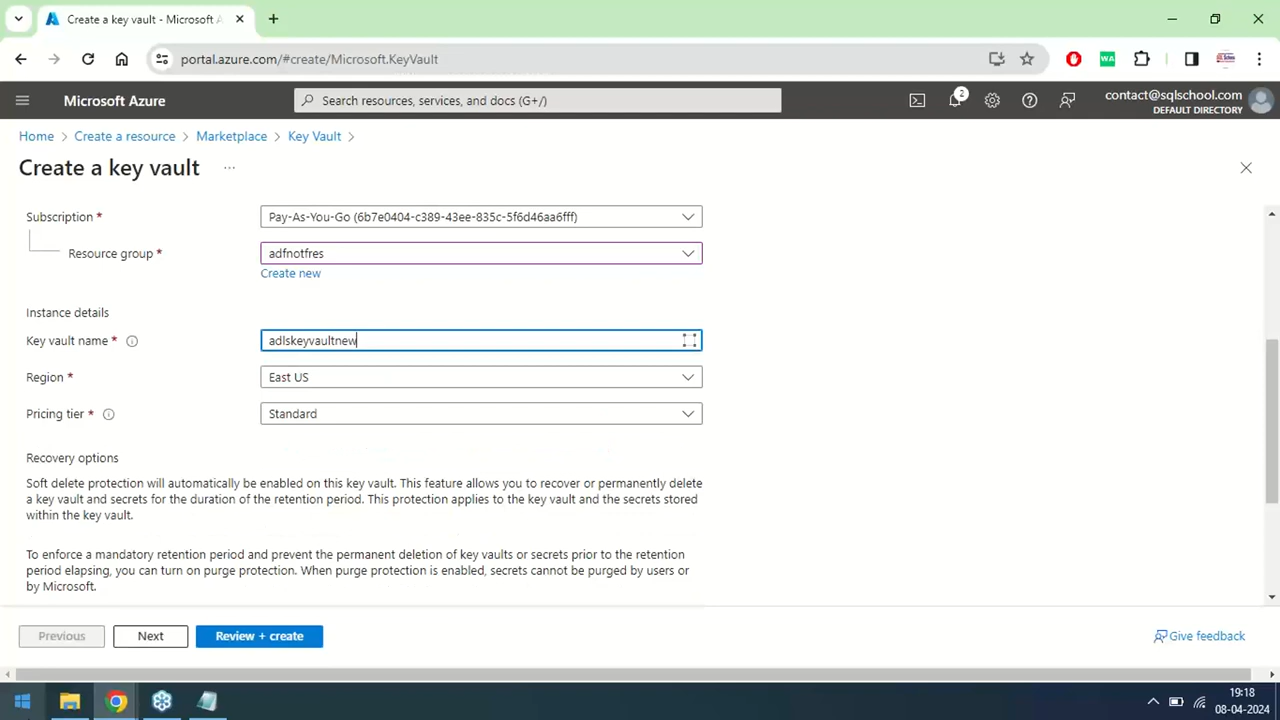 Create a key vault - Microsoft A
portal.azure.com/#create/Microsoft.KeyVault
WA
Microsoft Azure
Search resources, services, and docs (G+/)
2
contact@sqlschool.com
DEFAULT DIRECTORY
Home > Create a resource > Marketplace > Key Vault >
Create a key vault ...
Subscription * Pay-As-You-Go (6b7e0404-c389-43ee-835c-5f6d46aa6fff)
Resource group * adfnotfres
Create new
Instance details
Key vault name * adlskeyvaultnew
Region * East US
Pricing tier * Standard
Recovery options
Soft delete protection will automatically be enabled on this key vault. This feature allows you to recover or permanently delete
a key vault and secrets for the duration of the retention period. This protection applies to the key vault and the secrets stored
within the key vault.
To enforce a mandatory retention period and prevent the permanent deletion of key vaults or secrets prior to the retention
period elapsing, you can turn on purge protection. When purge protection is enabled, secrets cannot be purged by users or
by Microsoft.
Previous Next Review + create Give feedback
19:18
08-04-2024